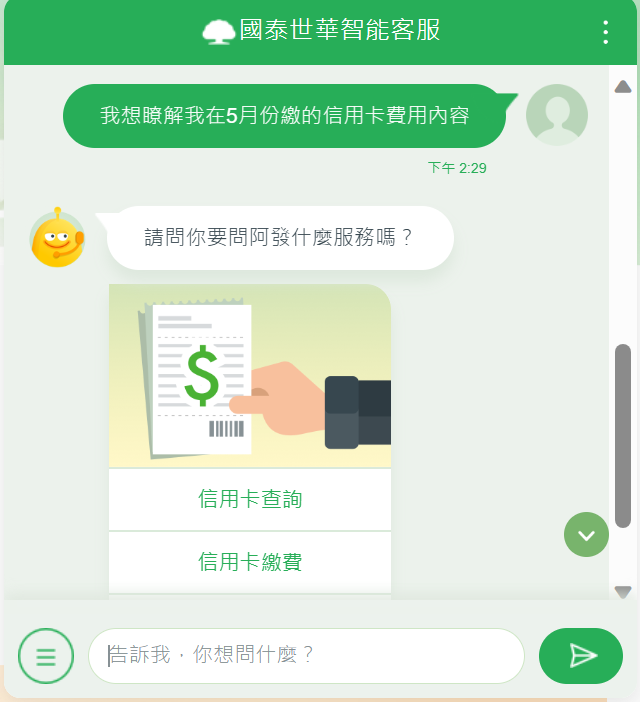 國泰世華智能客服
我想瞭解我在5月份繳的信用卡費用內容
下午 2:29
請問你要問阿發什麼服務嗎？
$
信用卡查詢
信用卡繳費
告訴我，你想問什麼？